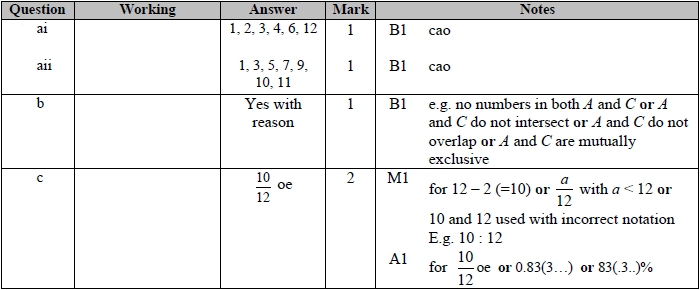 Question Working Answer Mark Notes
ai 1, 2, 3, 4, 6, 12 1 B1 cao
aii 1, 3, 5, 7, 9, 1 B1 cao
10, 11
b Yes with 1 B1 e.g. no numbers in both A and C or A
reason and C do not intersect or A and C do not
overlap or A and C are mutually
exclusive
c 10/12 oe 2 M1 for 12 – 2 (=10) or a/12 with a < 12 or
10 and 12 used with incorrect notation
E.g. 10 : 12
A1 for 10/12 oe or 0.83(3…) or 83(.3..)%